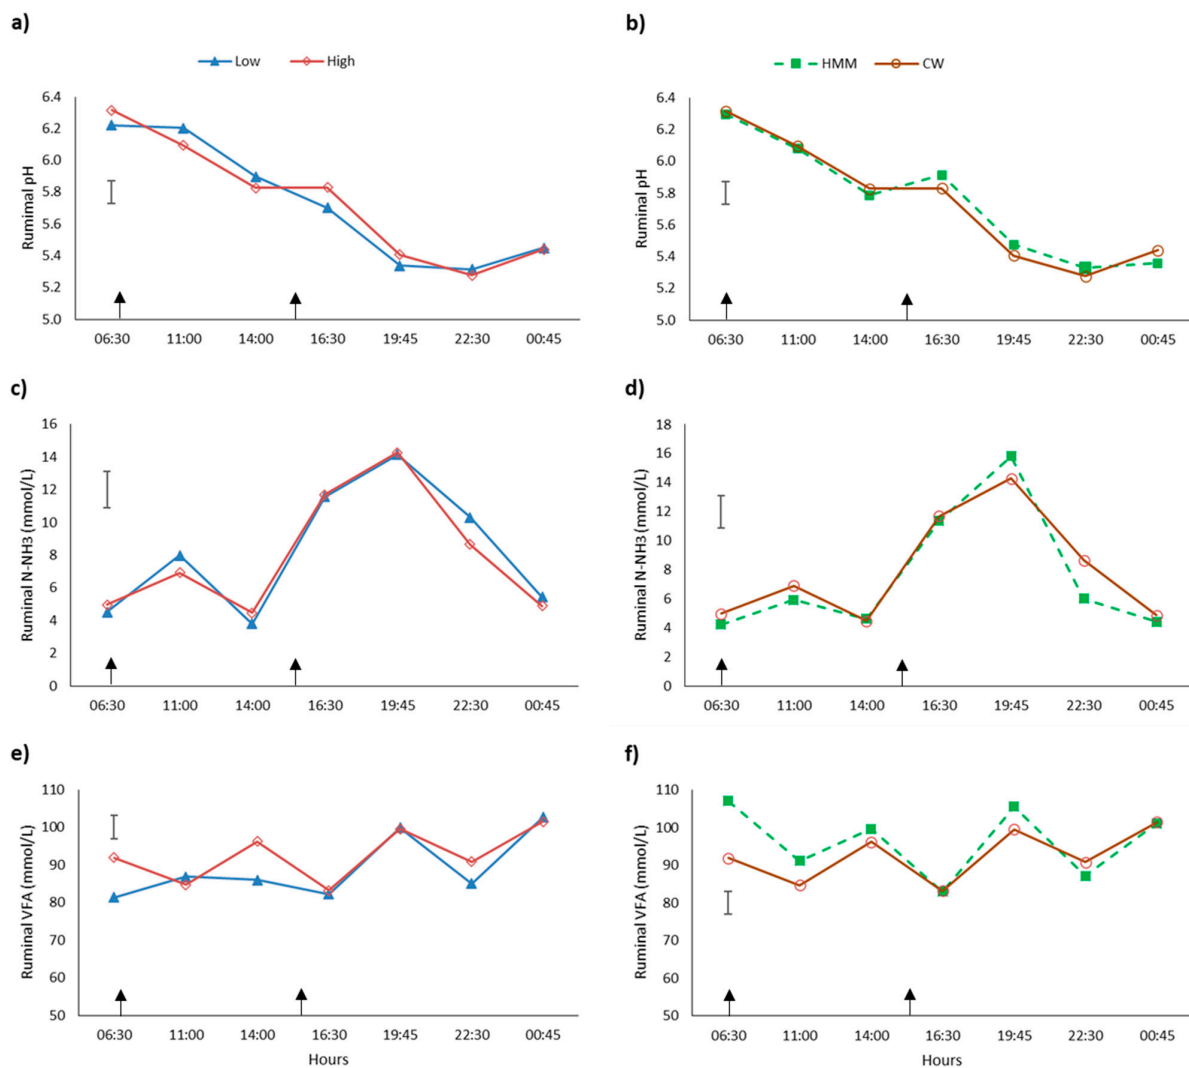 a)
Low High
6.4
6.2
6.0
5.8
5.6
5.4
5.2
5.0
Rumimal pH
06:30 11:00 14:00 16:30 19:45 22:30 00:45
b)
HMM CW
6.4
6.2
6.0
5.8
5.6
5.4
5.2
5.0
Ruminal pH
06:30 11:00 14:00 16:30 19:45 22:30 00:45
c)
16
14
12
10
8
6
4
2
0
Ruminal N-NH3 (mmol/L)
06:30 11:00 14:00 16:30 19:45 22:30 00:45
d)
18
16
14
12
10
8
6
4
2
0
Ruminal N-NH3 (mmol/L)
06:30 11:00 14:00 16:30 19:45 22:30 00:45
e)
110
100
90
80
70
60
50
Ruminal VFA (mmol/L)
06:30 11:00 14:00 16:30 19:45 22:30 00:45
Hours
f)
110
100
90
80
70
60
50
Ruminal VFA (mmol/L)
06:30 11:00 14:00 16:30 19:45 22:30 00:45
Hours